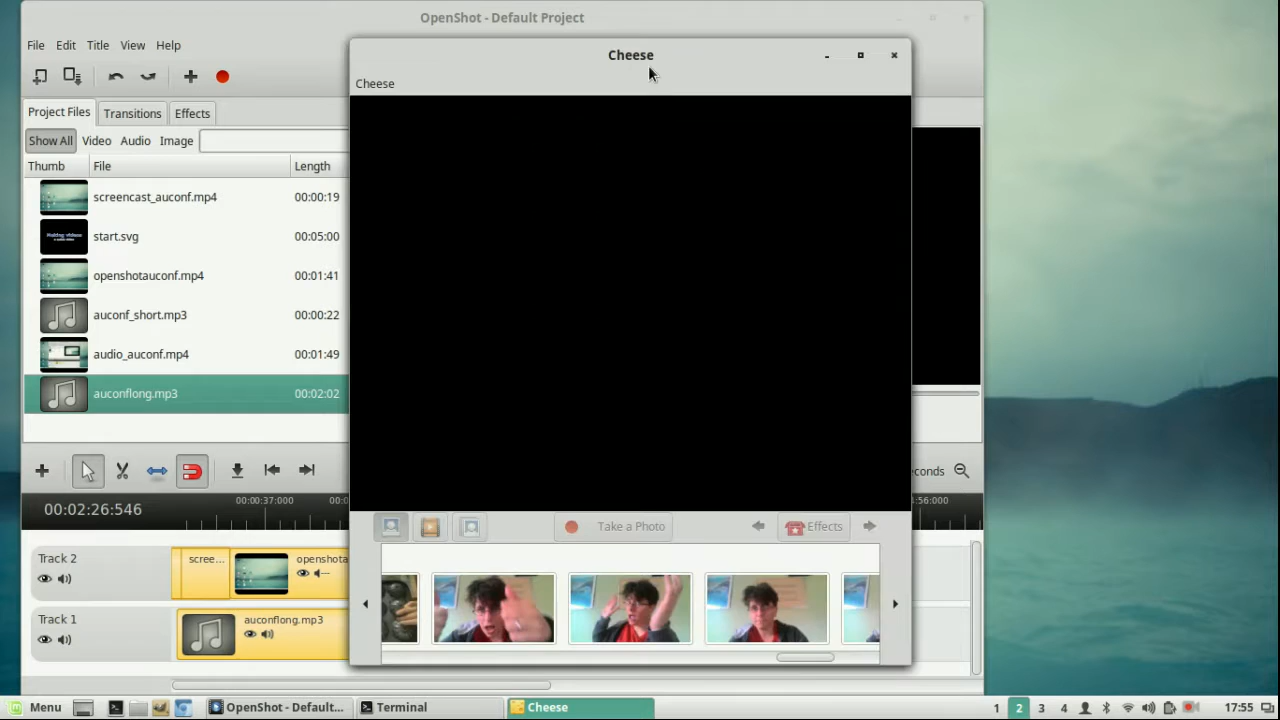 OpenShot - Default Project
File Edit Title View Help
Cheese
Cheese
Project Files Transitions Effects
Show All Video Audio Image
Thumb File Length
screencast_auconf.mp4 00:00:19
start.svg 00:05:00
openshotauconf.mp4 00:01:41
auconf_short.mp3 00:00:22
audio_auconf.mp4 00:01:49
auconflong.mp3 00:02:02
Take a Photo Effects
00:02:26:546
00:00:37:000
Track 2
scree...
Track 1
auconflong.mp3
Menu OpenShot - Default... Terminal Cheese 1 2 3 4 17:55